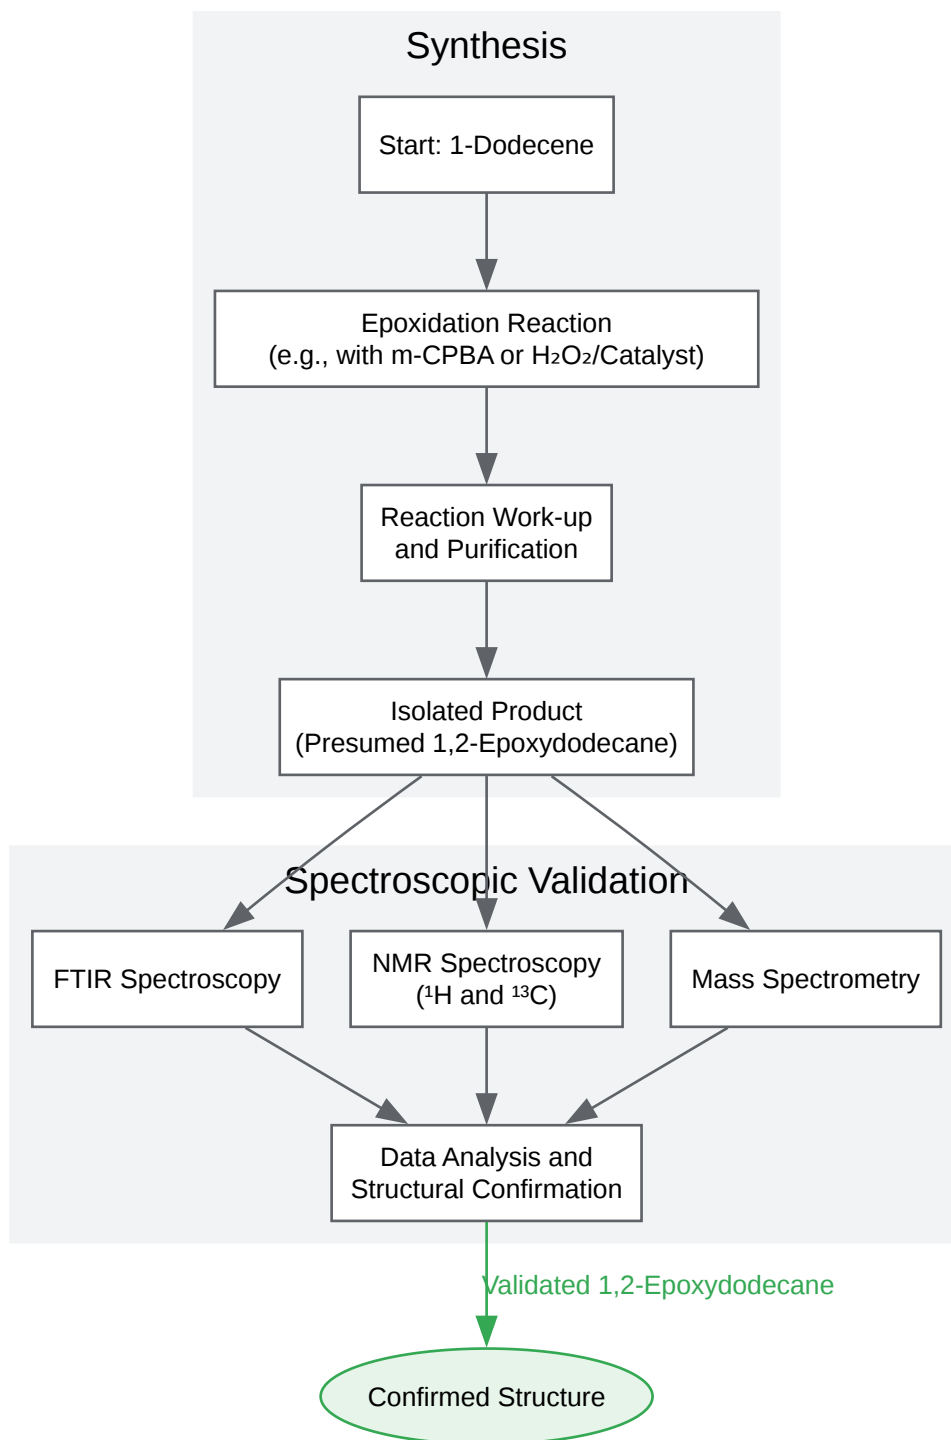 Synthesis
Start: 1-Dodecene
Epoxidation Reaction
(e.g., with m-CPBA or H₂O₂/Catalyst)
Reaction Work-up
and Purification
Isolated Product
(Presumed 1,2-Epoxydodecane)
Spectroscopic Validation
FTIR Spectroscopy
NMR Spectroscopy
(¹H and ¹³C)
Mass Spectrometry
Data Analysis and
Structural Confirmation
Validated 1,2-Epoxydodecane
Confirmed Structure